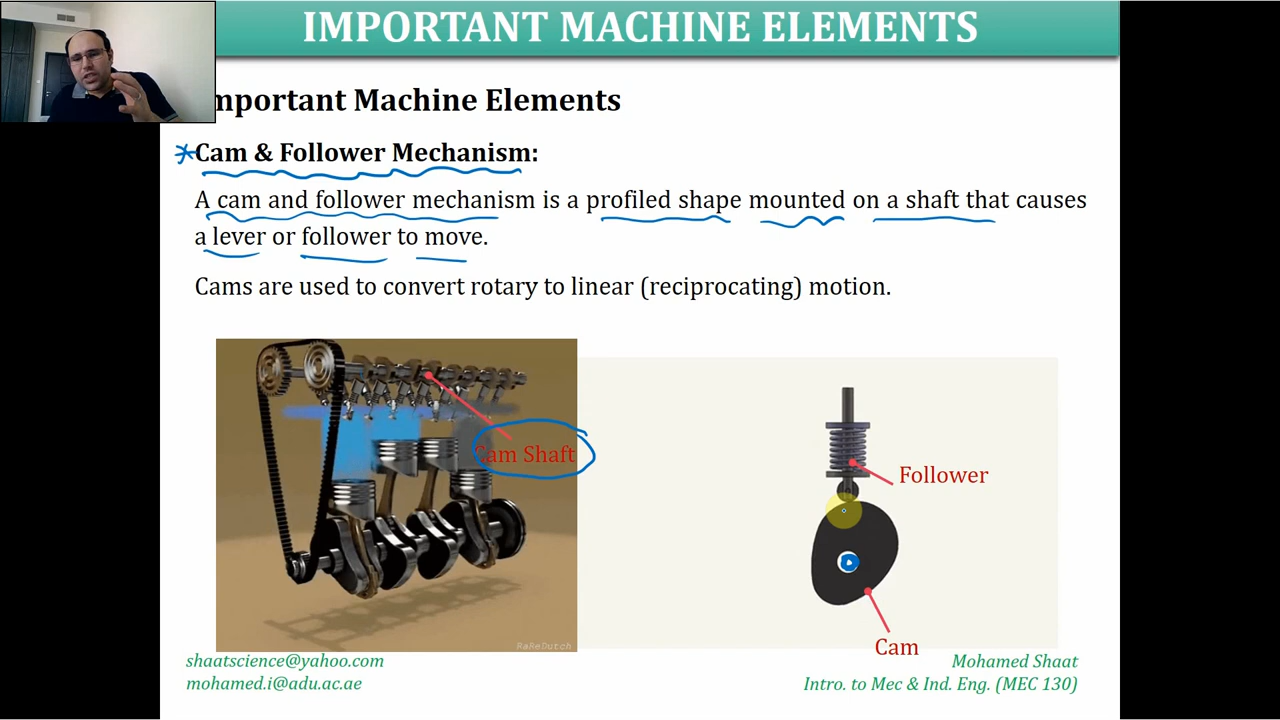 IMPORTANT MACHINE ELEMENTS
mportant Machine Elements
*Cam & Follower Mechanism:
A cam and follower mechanism is a profiled shape mounted on a shaft that causes
a lever or follower to move.
Cams are used to convert rotary to linear (reciprocating) motion.
Cam Shaft
Follower
Cam
RaReDutch
shaatscience@yahoo.com
mohamed.i@adu.ac.ae
Mohamed Shaat
Intro. to Mec & Ind. Eng. (MEC 130)